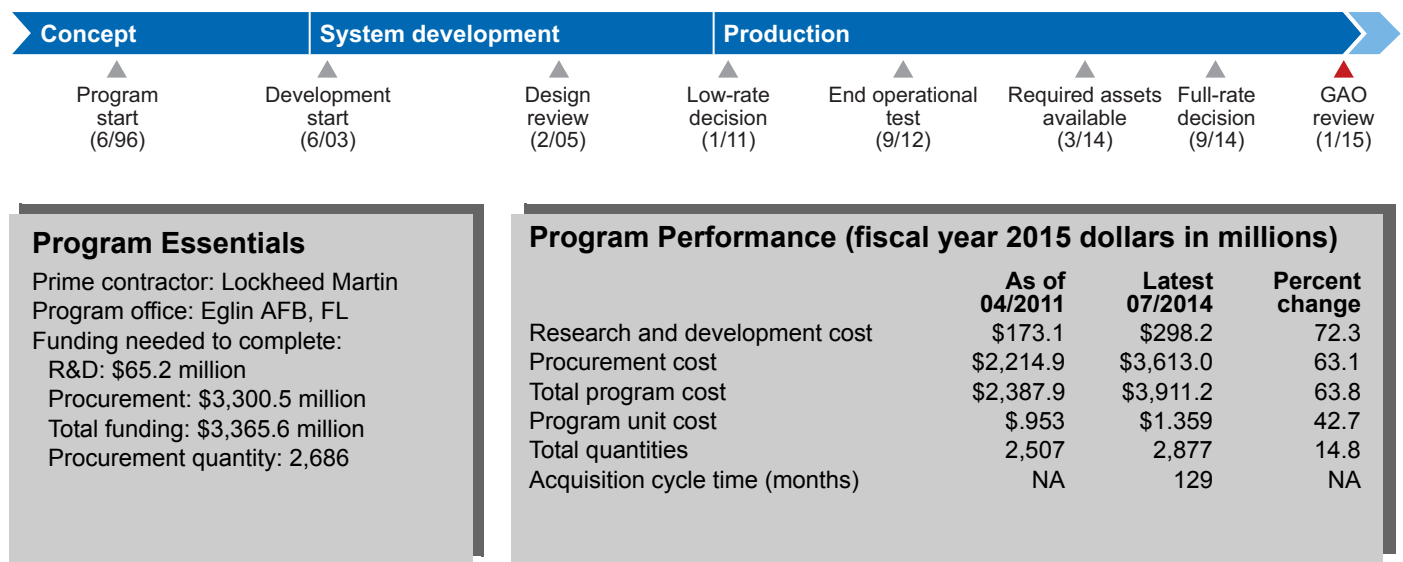 Concept
System development
Production
Program
start
(6/96)
Development
start
(6/03)
Design
review
(2/05)
Low-rate
decision
(1/11)
End operational
test
(9/12)
Required assets
available
(3/14)
Full-rate
decision
(9/14)
GAO
review
(1/15)
Program Essentials
Prime contractor: Lockheed Martin
Program office: Eglin AFB, FL
Funding needed to complete:
R&D: $65.2 million
Procurement: $3,300.5 million
Total funding: $3,365.6 million
Procurement quantity: 2,686
Program Performance (fiscal year 2015 dollars in millions)
As of Latest Percent
04/2011 07/2014 change
Research and development cost $173.1 $298.2 72.3
Procurement cost $2,214.9 $3,613.0 63.1
Total program cost $2,387.9 $3,911.2 63.8
Program unit cost $.953 $1.359 42.7
Total quantities 2,507 2,877 14.8
Acquisition cycle time (months) NA 129 NA